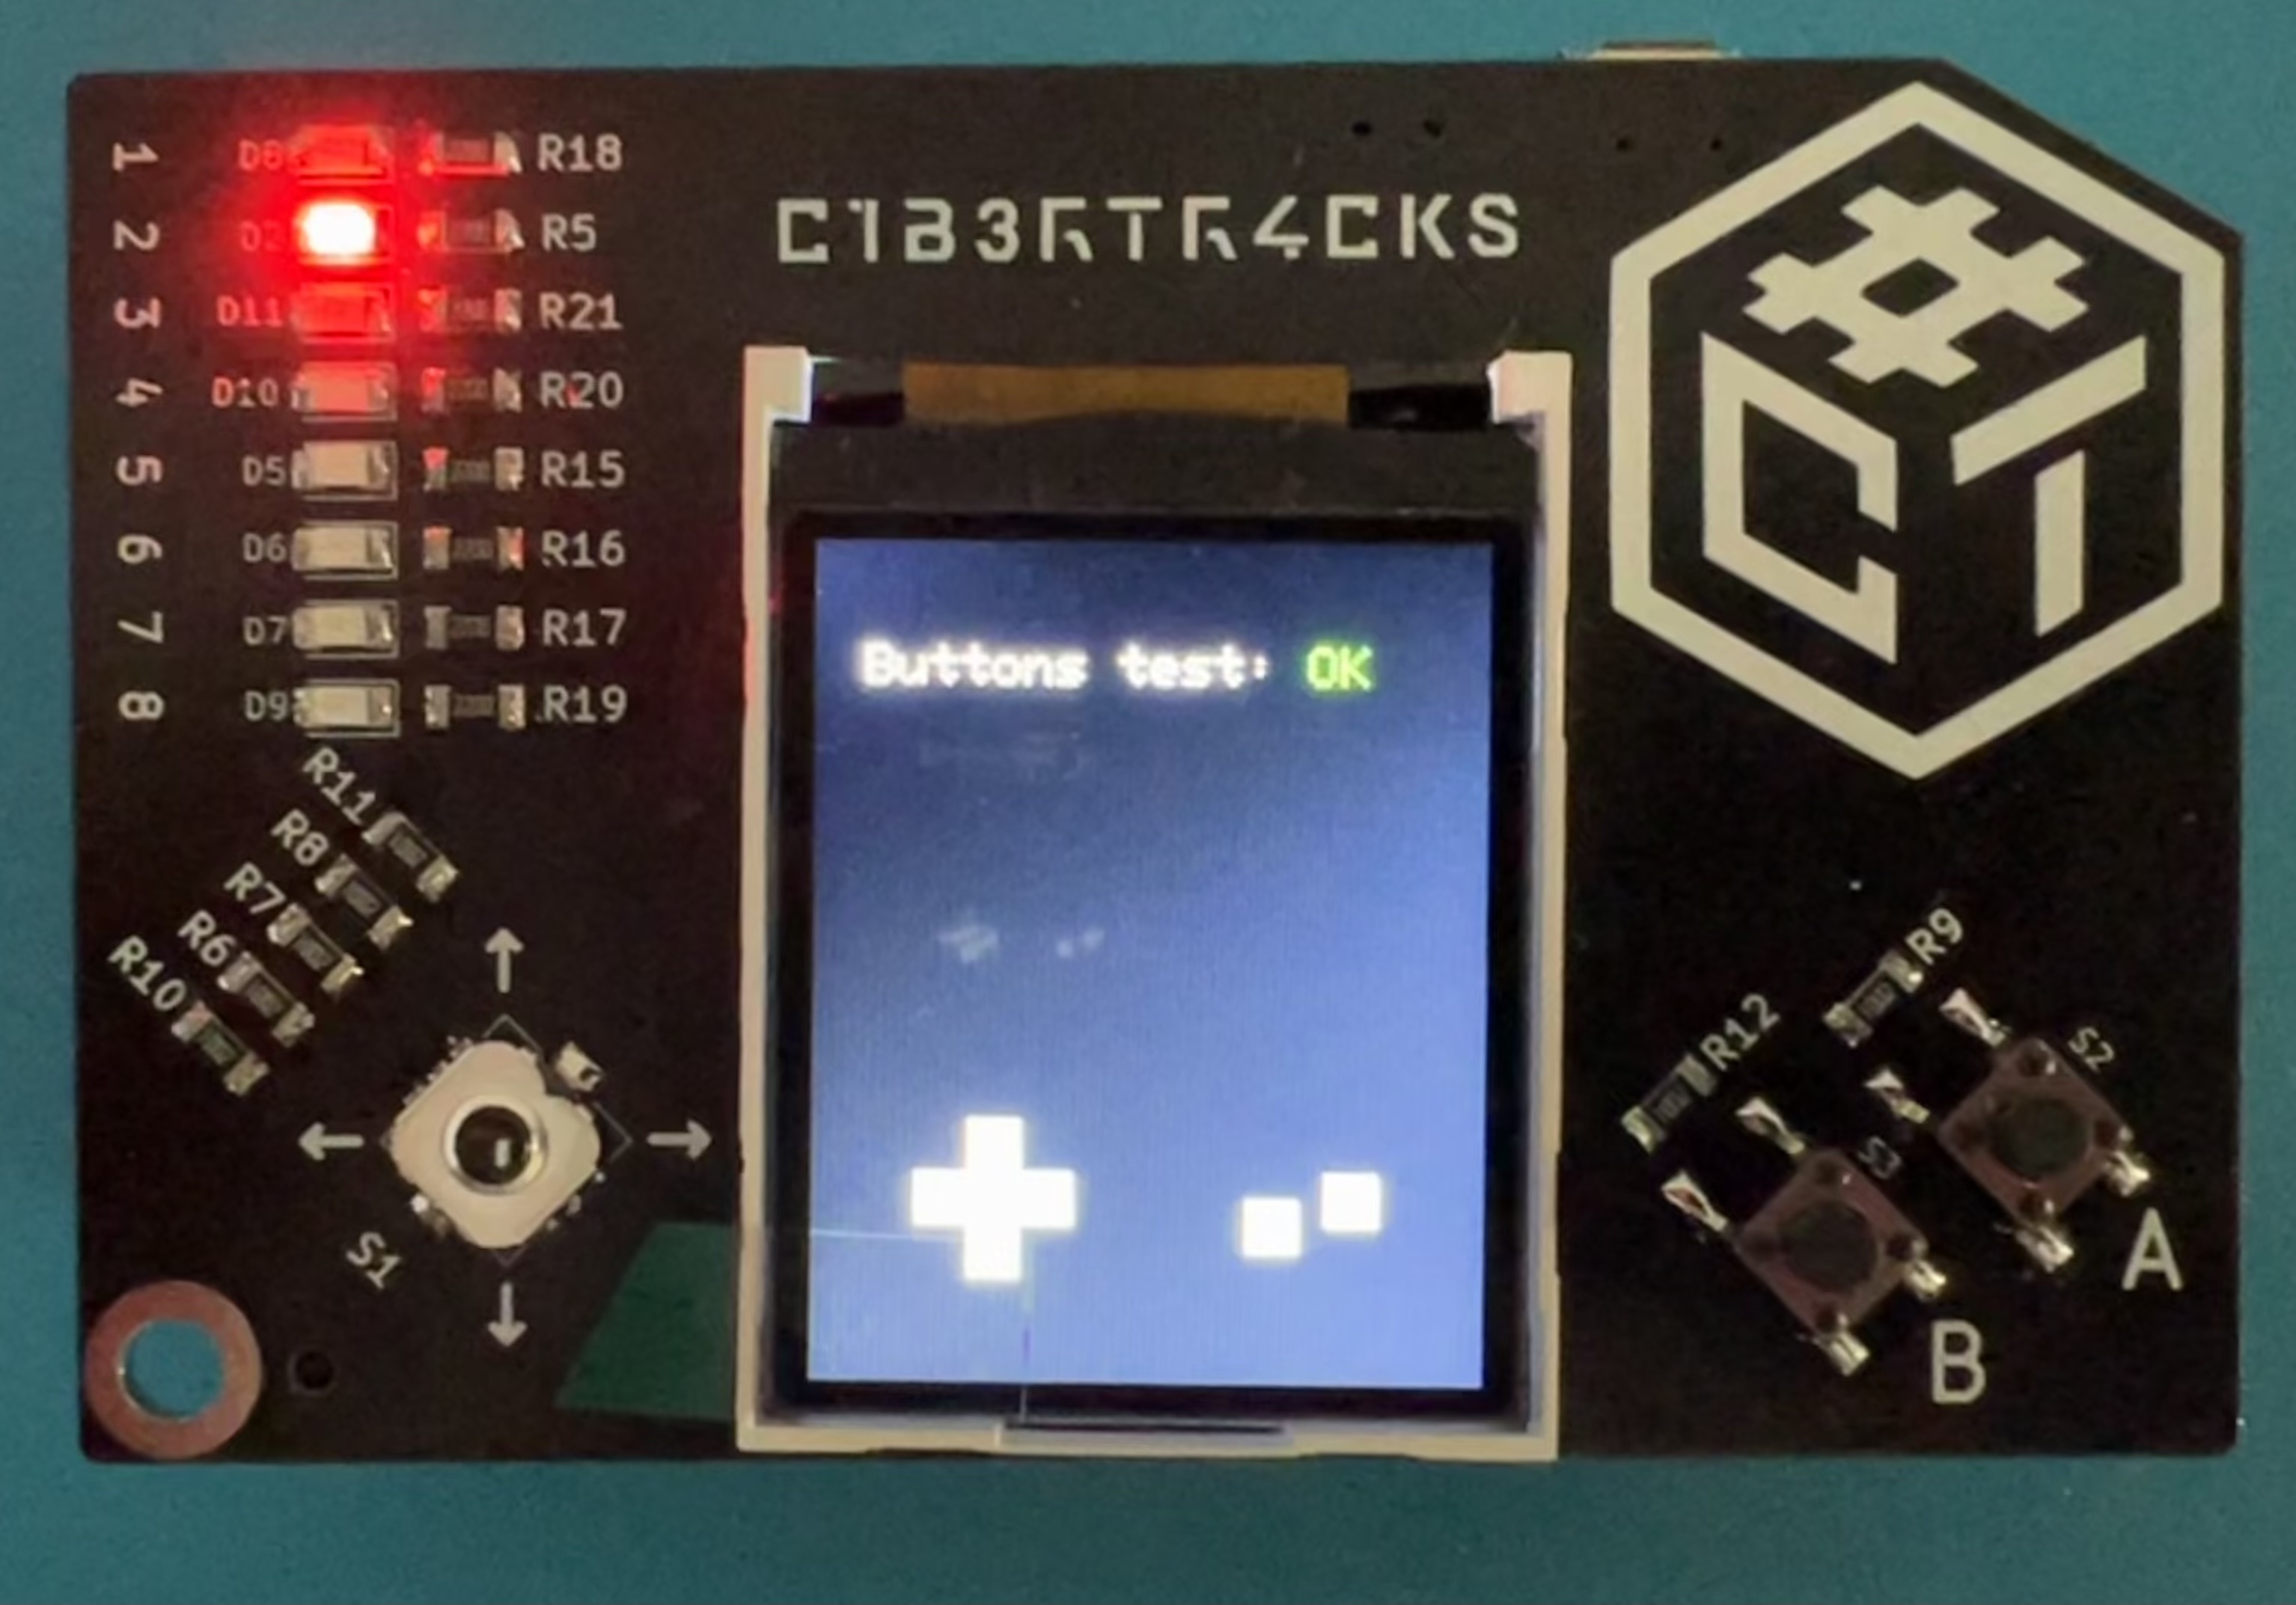 1 D8 R18
2 D2 R5
3 D11 R21
4 D10 R20
5 D5 R15
6 D6 R16
7 D7 R17
8 D9 R19
C1B3RTR4CKS
#
CT
Buttons test: OK
R11
R8
R7
R6
R10
S1
R9
R12
S2
S3
A
B